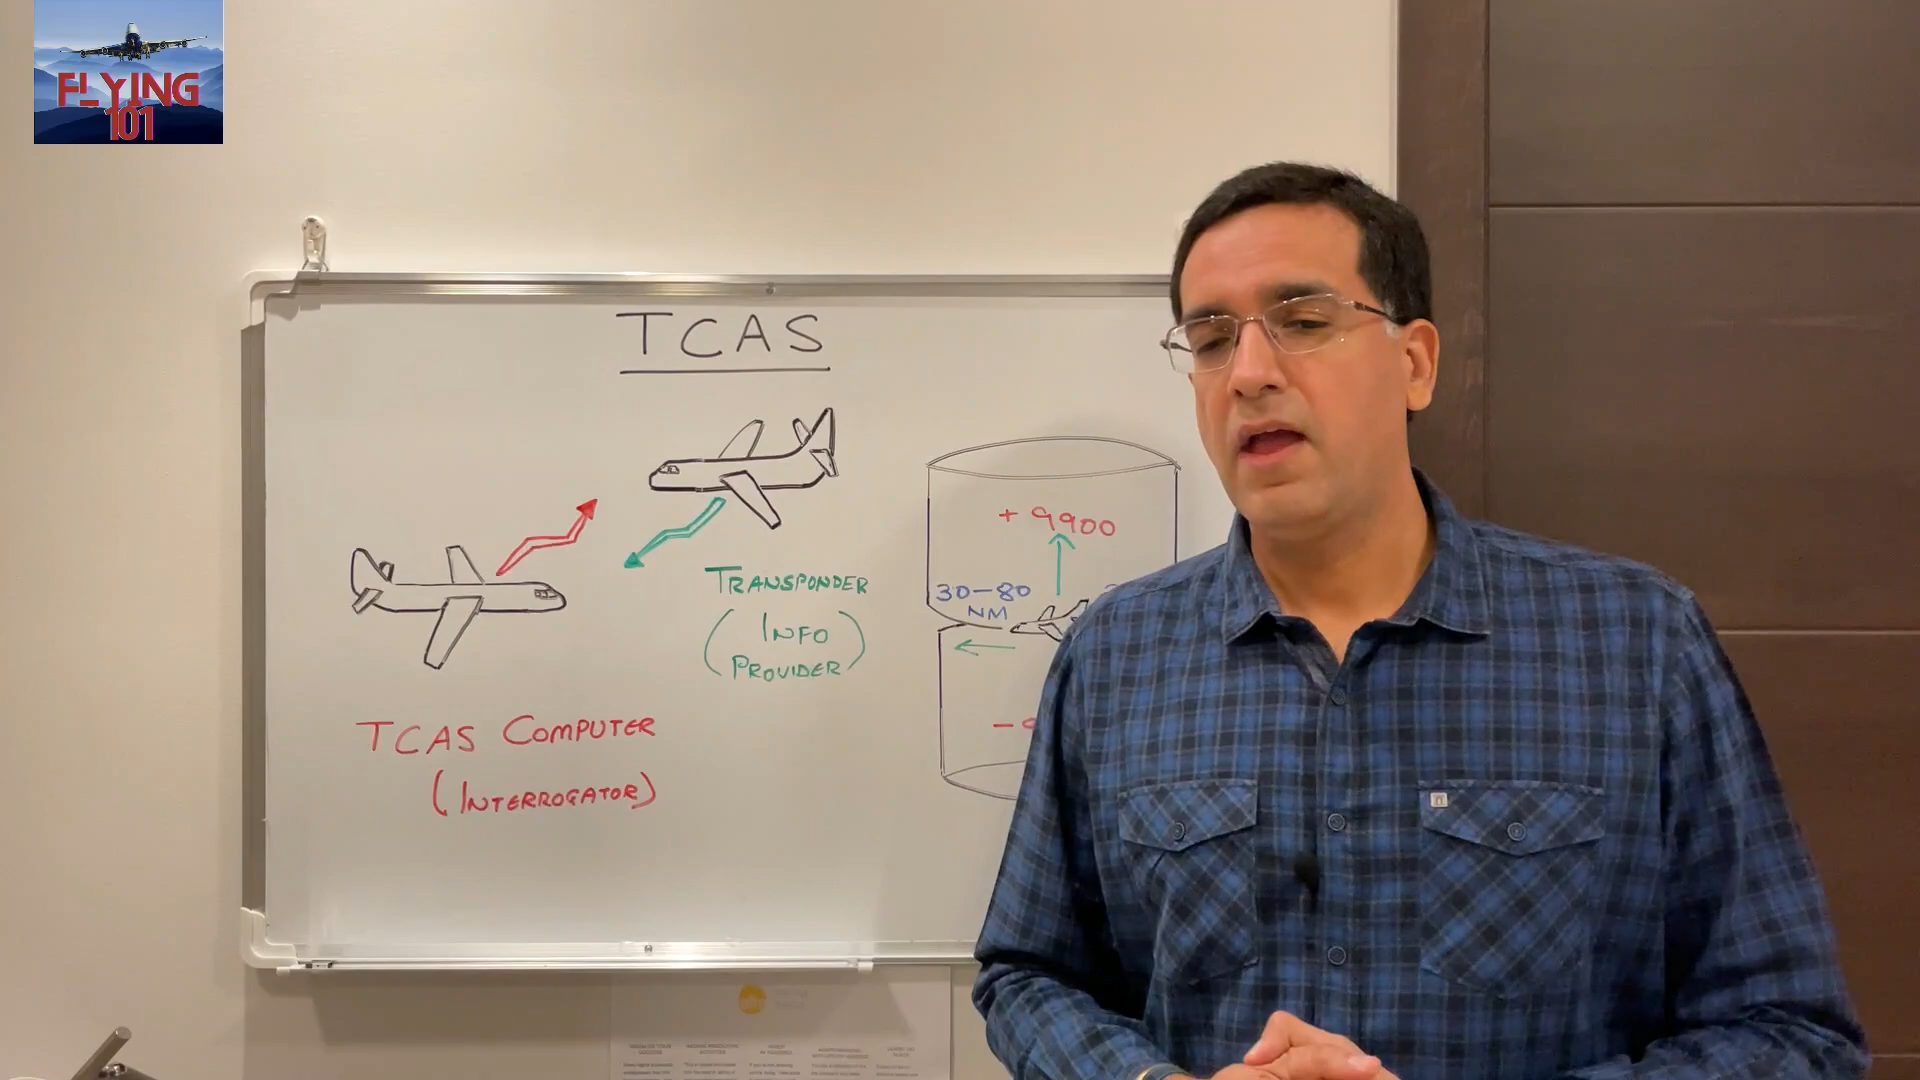 FLYING
101
TCAS
+ 9900
TRANSPONDER
(INFO
PROVIDER)
30-80
NM
TCAS COMPUTER
(INTERROGATOR)